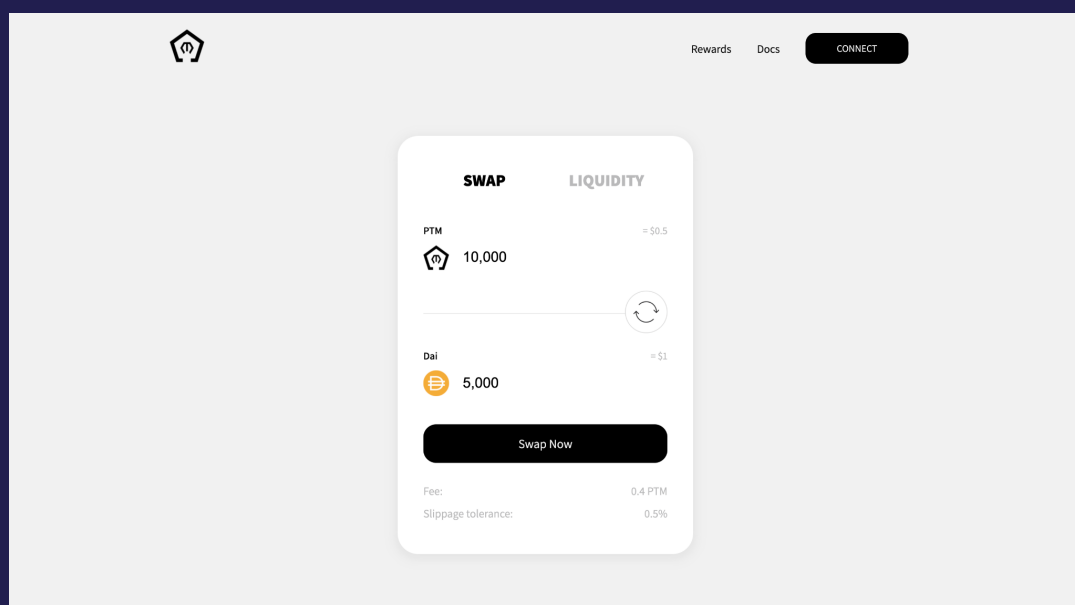 Rewards Docs CONNECT
SWAP LIQUIDITY
PTM = $0.5
10,000
Dai = $1
5,000
Swap Now
Fee: 0.4 PTM
Slippage tolerance: 0.5%